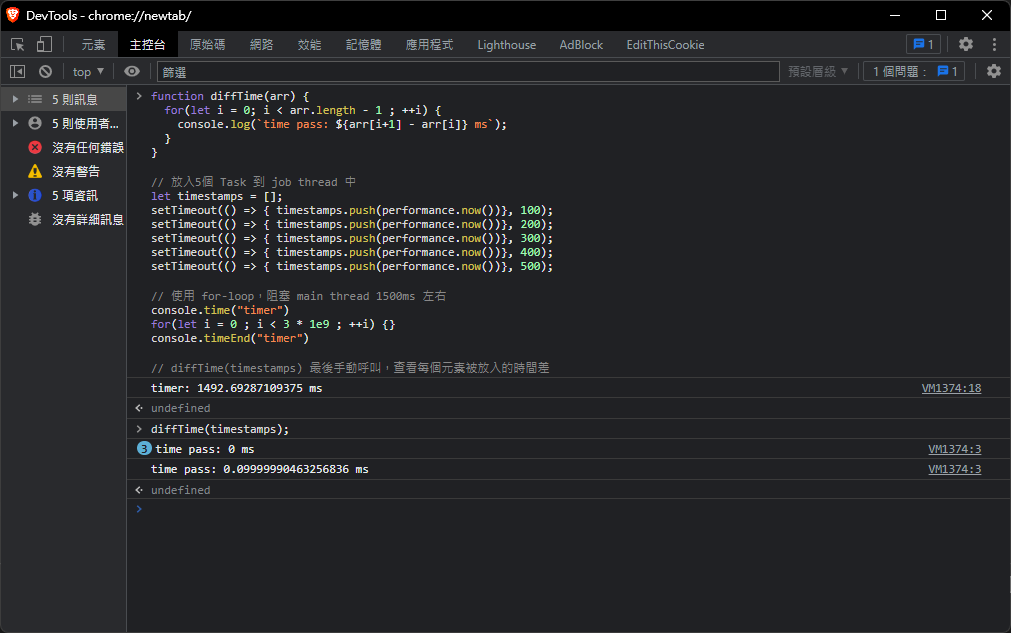 DevTools - chrome://newtab/
元素 主控台 原始碼 網路 效能 記憶體 應用程式 Lighthouse AdBlock EditThisCookie 1
top ▼ 篩選 預設層級 ▼ 1 個問題： 1
5 則訊息
5 則使用者...
沒有任何錯誤
沒有警告
5 項資訊
沒有詳細訊息
> function diffTime(arr) {
for(let i = 0; i < arr.length - 1 ; ++i) {
console.log(`time pass: ${arr[i+1] - arr[i]} ms`);
}
}
// 放入5個 Task 到 job thread 中
let timestamps = [];
setTimeout(() => { timestamps.push(performance.now())}, 100);
setTimeout(() => { timestamps.push(performance.now())}, 200);
setTimeout(() => { timestamps.push(performance.now())}, 300);
setTimeout(() => { timestamps.push(performance.now())}, 400);
setTimeout(() => { timestamps.push(performance.now())}, 500);
// 使用 for-loop，阻塞 main thread 1500ms 左右
console.time("timer")
for(let i = 0 ; i < 3 * 1e9 ; ++i) {}
console.timeEnd("timer")
// diffTime(timestamps) 最後手動呼叫，查看每個元素被放入的時間差
timer: 1492.69287109375 ms VM1374:18
undefined
> diffTime(timestamps);
3 time pass: 0 ms VM1374:3
time pass: 0.09999990463256836 ms VM1374:3
undefined
>